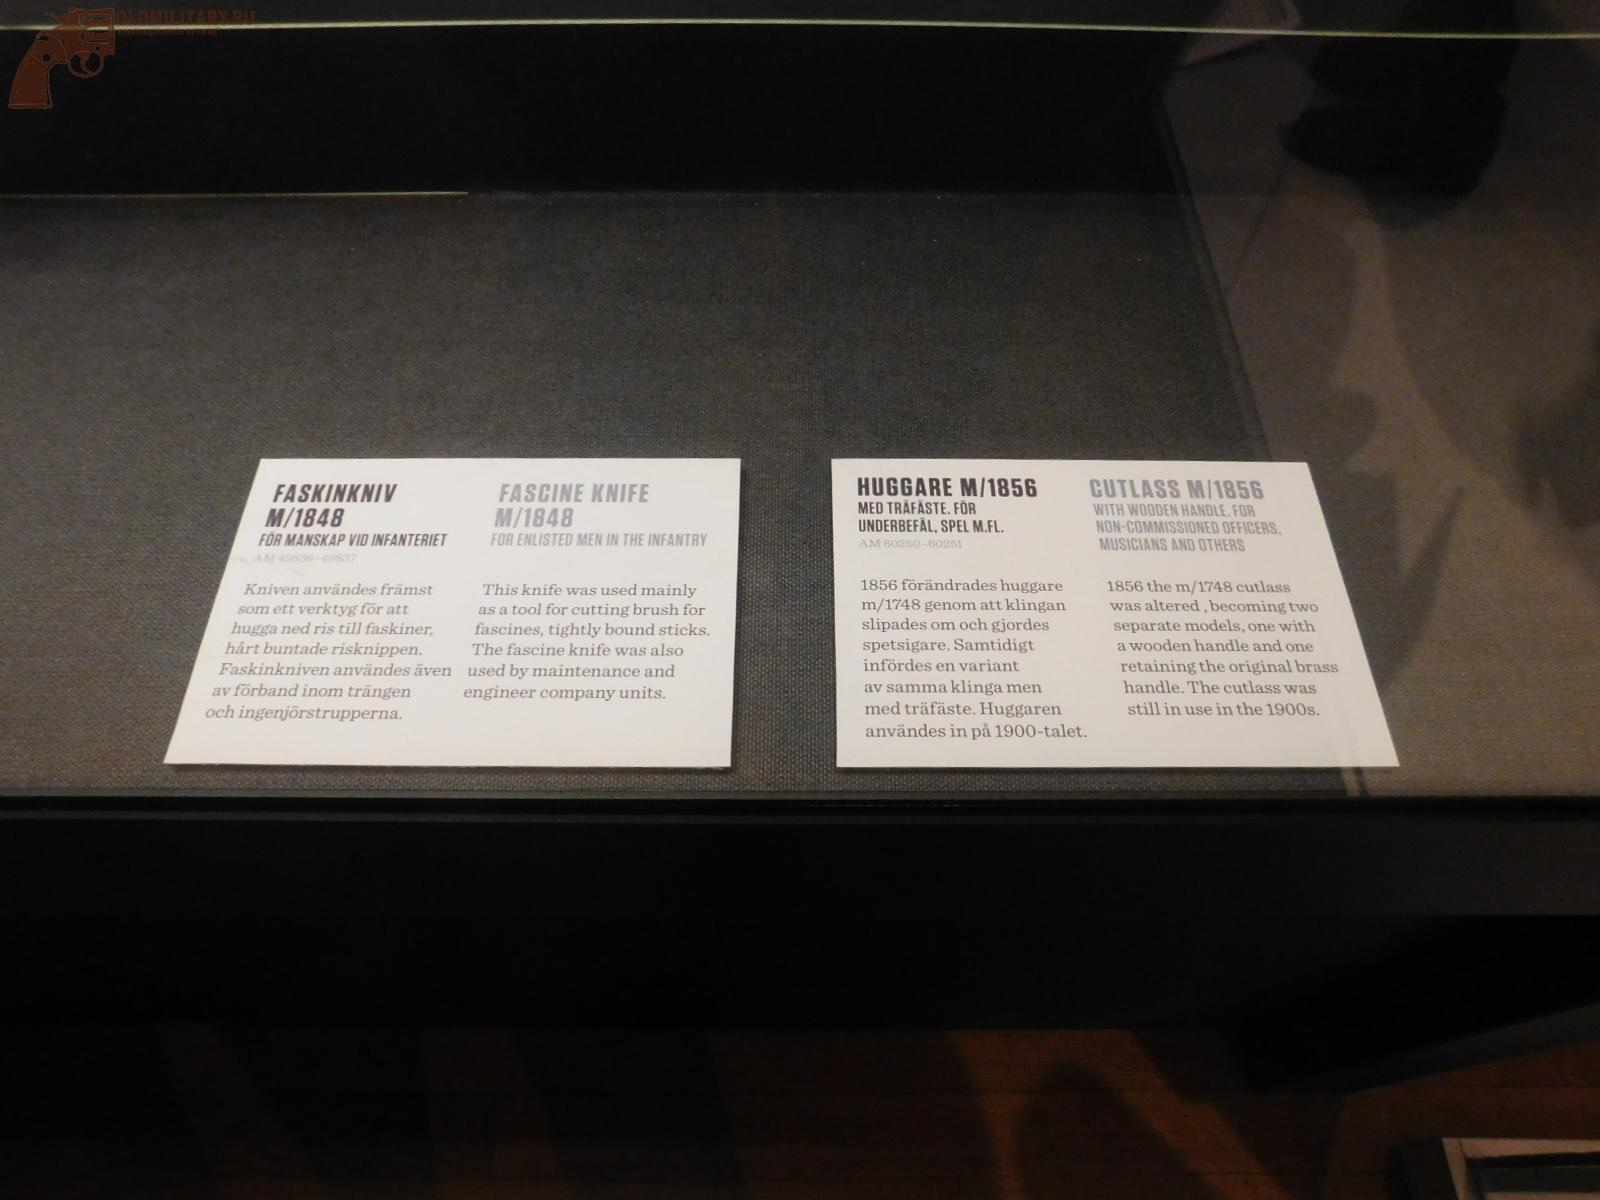 OLDMILITARY.RU
FASKINKNIV
M/1848
FÖR MANSKAP VID INFANTERIET
AM 49836–49837
Kniven användes främst
som ett verktyg för att
hugga ned ris till faskiner,
hårt buntade risknippen.
Faskinkniven användes även
av förband inom trängen
och ingenjörstrupperna.
FASCINE KNIFE
M/1848
FOR ENLISTED MEN IN THE INFANTRY
This knife was used mainly
as a tool for cutting brush for
fascines, tightly bound sticks.
The fascine knife was also
used by maintenance and
engineer company units.
HUGGARE M/1856
MED TRÄFÄSTE. FÖR
UNDERBEFÄL, SPEL M.FL.
AM 60250–60251
1856 förändrades huggare
m/1748 genom att klingan
slipades om och gjordes
spetsigare. Samtidigt
infördes en variant
av samma klinga men
med träfäste. Huggaren
användes in på 1900-talet.
CUTLASS M/1856
WITH WOODEN HANDLE. FOR
NON-COMMISSIONED OFFICERS,
MUSICIANS AND OTHERS
1856 the m/1748 cutlass
was altered , becoming two
separate models, one with
a wooden handle and one
retaining the original brass
handle. The cutlass was
still in use in the 1900s.